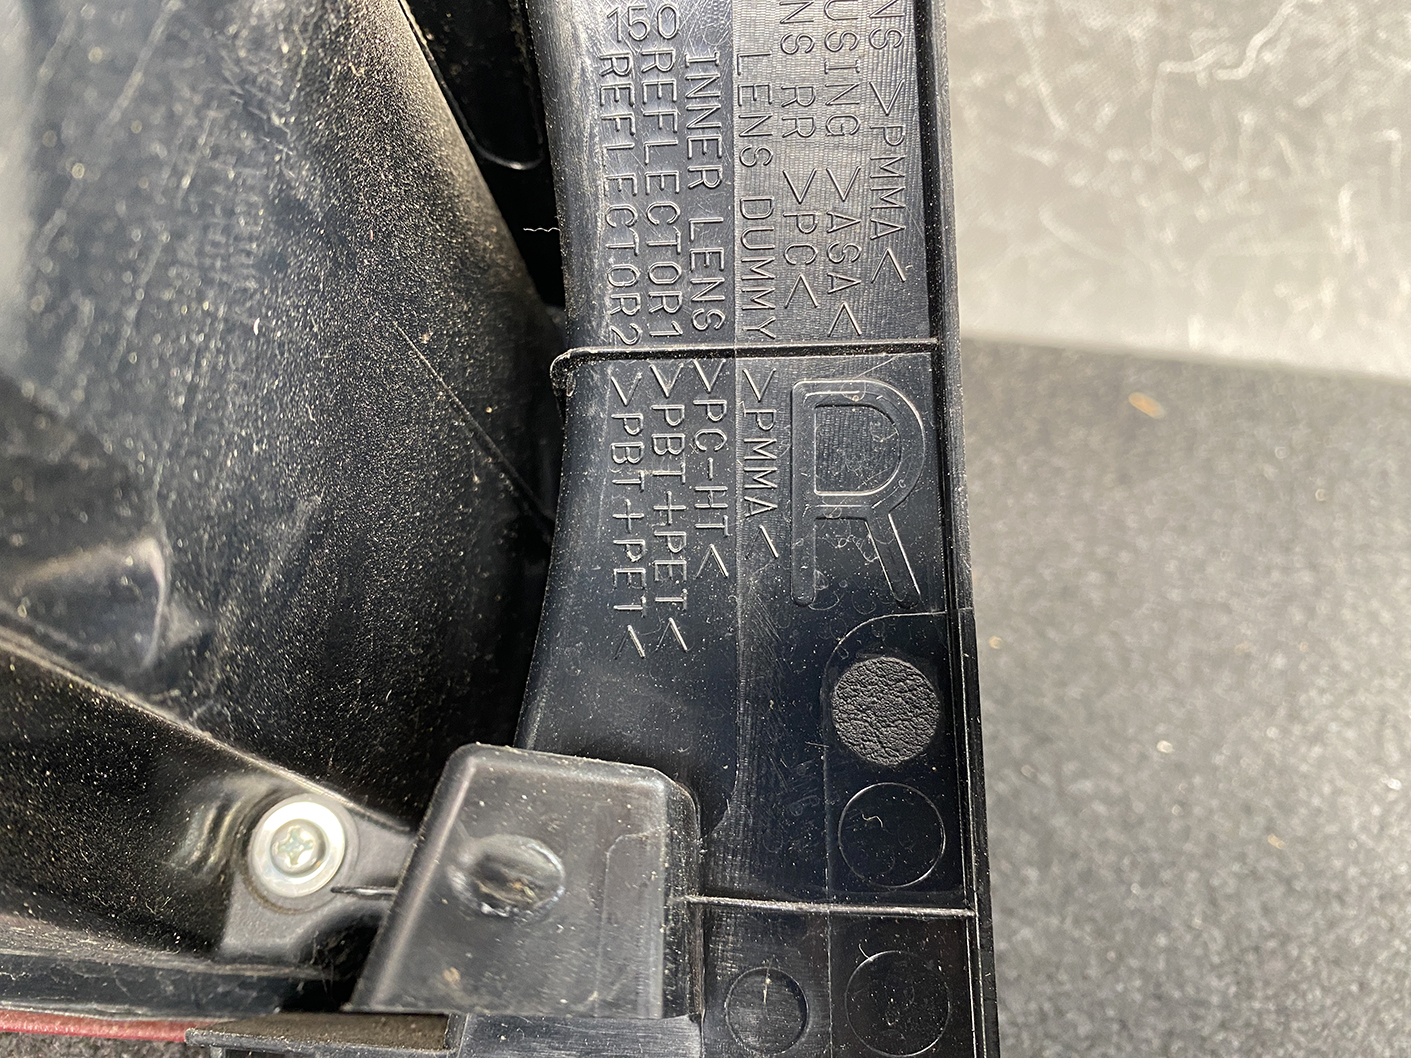 150
NS >PMMA<
USING >ASA<
NS RR >PC<
LENS DUMMY >PMMA<
INNER LENS >PC-HT<
REFLECTOR1 >PBT+PET<
REFLECTOR2 >PBT+PET<
R